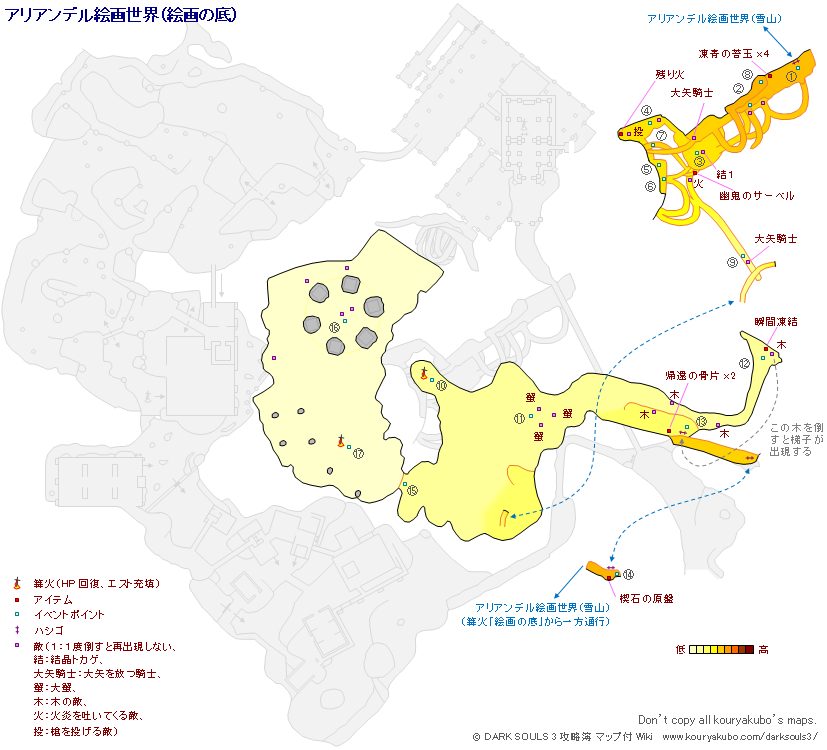 アリアンデル絵画世界(絵画の底)
アリアンデル絵画世界(雪山)
凍青の苔玉 ×4
残り火
大矢騎士
⑧
①
②
④
投
⑦
③
結1
⑤
火
⑥
幽鬼のサーベル
大矢騎士
⑨
瞬間凍結
木
⑫
⑯
帰還の骨片 ×2
⑩
木
蟹
⑪
蟹
木
⑬
蟹
木
この木を倒
すと梯子が
出現する
⑰
⑮
⑭
楔石の原盤
アリアンデル絵画世界(雪山)
(篝火「絵画の底」から一方通行)
篝火(HP 回復、エスト充填)
アイテム
イベントポイント
ハシゴ
敵(1:1度倒すと再出現しない、
結:結晶トカゲ、
大矢騎士:大矢を放つ騎士、
蟹:大蟹、
木:木の敵、
火:火炎を吐いてくる敵、
投:槍を投げる敵)
低 高
Don't copy all kouryakubo's maps.
© DARK SOULS 3 攻略簿 マップ付 Wiki www.kouryakubo.com/darksouls3/